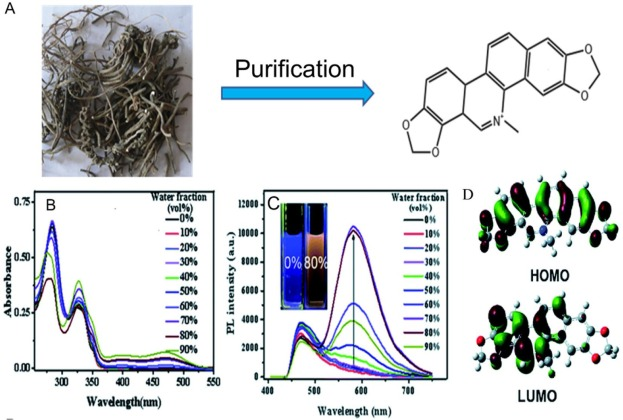 A
Purification
O
O
O
O
N+
B
Water fraction
(vol%)
0%
10%
20%
30%
40%
50%
60%
70%
80%
90%
0.75
0.50
0.25
0.00
Absorbance
300 350 400 450 500 550
Wavelength(nm)
C
0% 80%
Water fraction
(vol%)
0%
10%
20%
30%
40%
50%
60%
70%
80%
90%
12000
10000
8000
6000
4000
2000
0
PL intensity (a.u.)
400 500 600 700
Wavelength (nm)
D
HOMO
LUMO